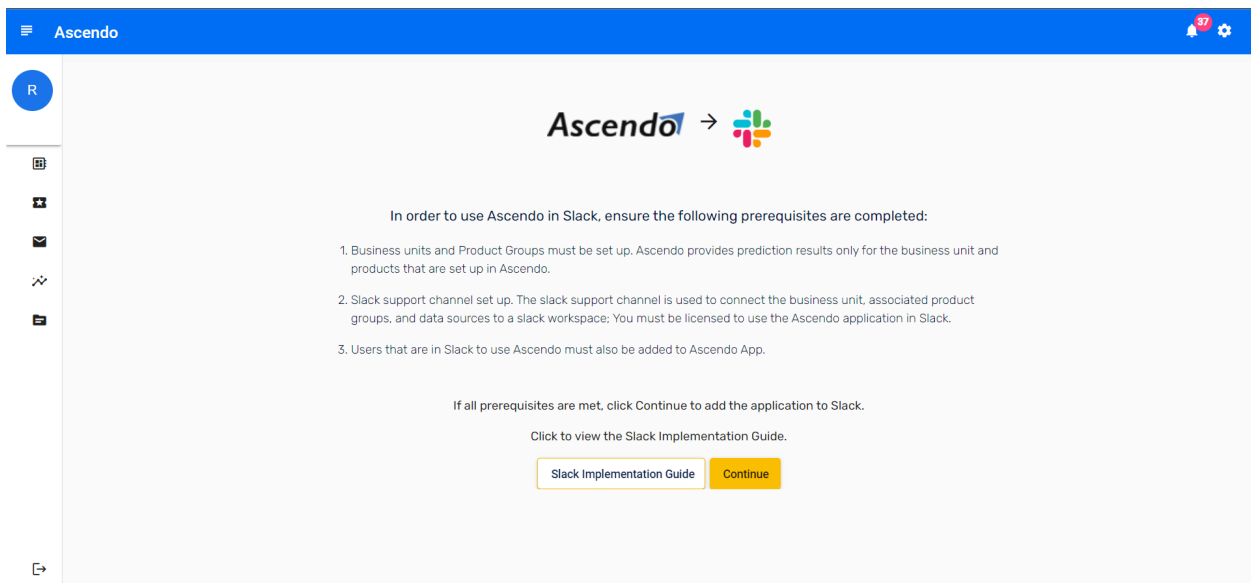 Ascendo
37
R
Ascendo
In order to use Ascendo in Slack, ensure the following prerequisites are completed:
1. Business units and Product Groups must be set up. Ascendo provides prediction results only for the business unit and
products that are set up in Ascendo.
2. Slack support channel set up. The slack support channel is used to connect the business unit, associated product
groups, and data sources to a slack workspace; You must be licensed to use the Ascendo application in Slack.
3. Users that are in Slack to use Ascendo must also be added to Ascendo App.
If all prerequisites are met, click Continue to add the application to Slack.
Click to view the Slack Implementation Guide.
Slack Implementation Guide Continue